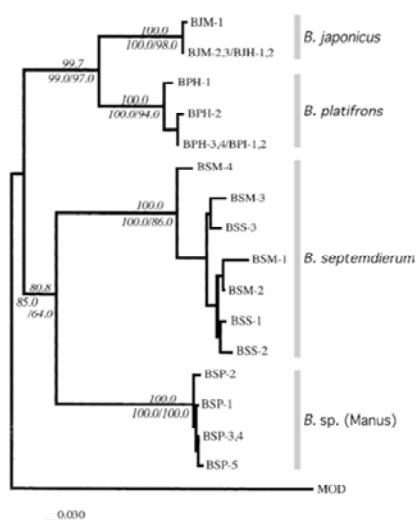 100.0
BJM-1
100.0/98.0
BJM-2,3/BJH-1,2
B. japonicus
99.7
99.0/97.0
BPH-1
100.0
100.0/94.0
BPH-2
BPH-3,4/BPI-1,2
B. platifrons
BSM-4
100.0
100.0/86.0
BSM-3
BSS-3
BSM-1
BSM-2
BSS-1
BSS-2
B. septemdierum
80.8
85.0
/64.0
BSP-2
100.0
100.0/100.0
BSP-1
BSP-3,4
BSP-5
B. sp. (Manus)
MOD
0.030